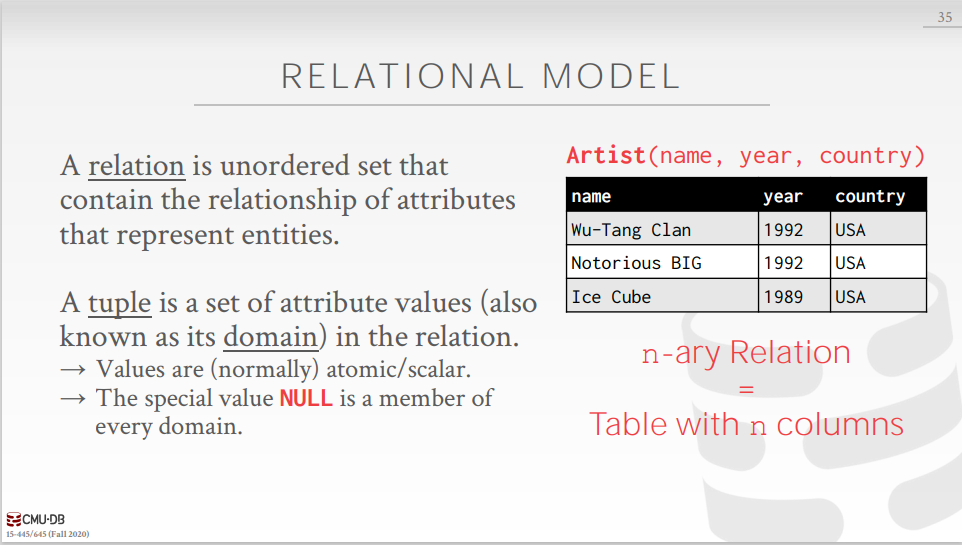 35
RELATIONAL MODEL
A relation is unordered set that
contain the relationship of attributes
that represent entities.
A tuple is a set of attribute values (also
known as its domain) in the relation.
→ Values are (normally) atomic/scalar.
→ The special value NULL is a member of
every domain.
Artist(name, year, country)
name year country
Wu-Tang Clan 1992 USA
Notorious BIG 1992 USA
Ice Cube 1989 USA
n-ary Relation
=
Table with n columns
CMU·DB
15-445/645 (Fall 2020)